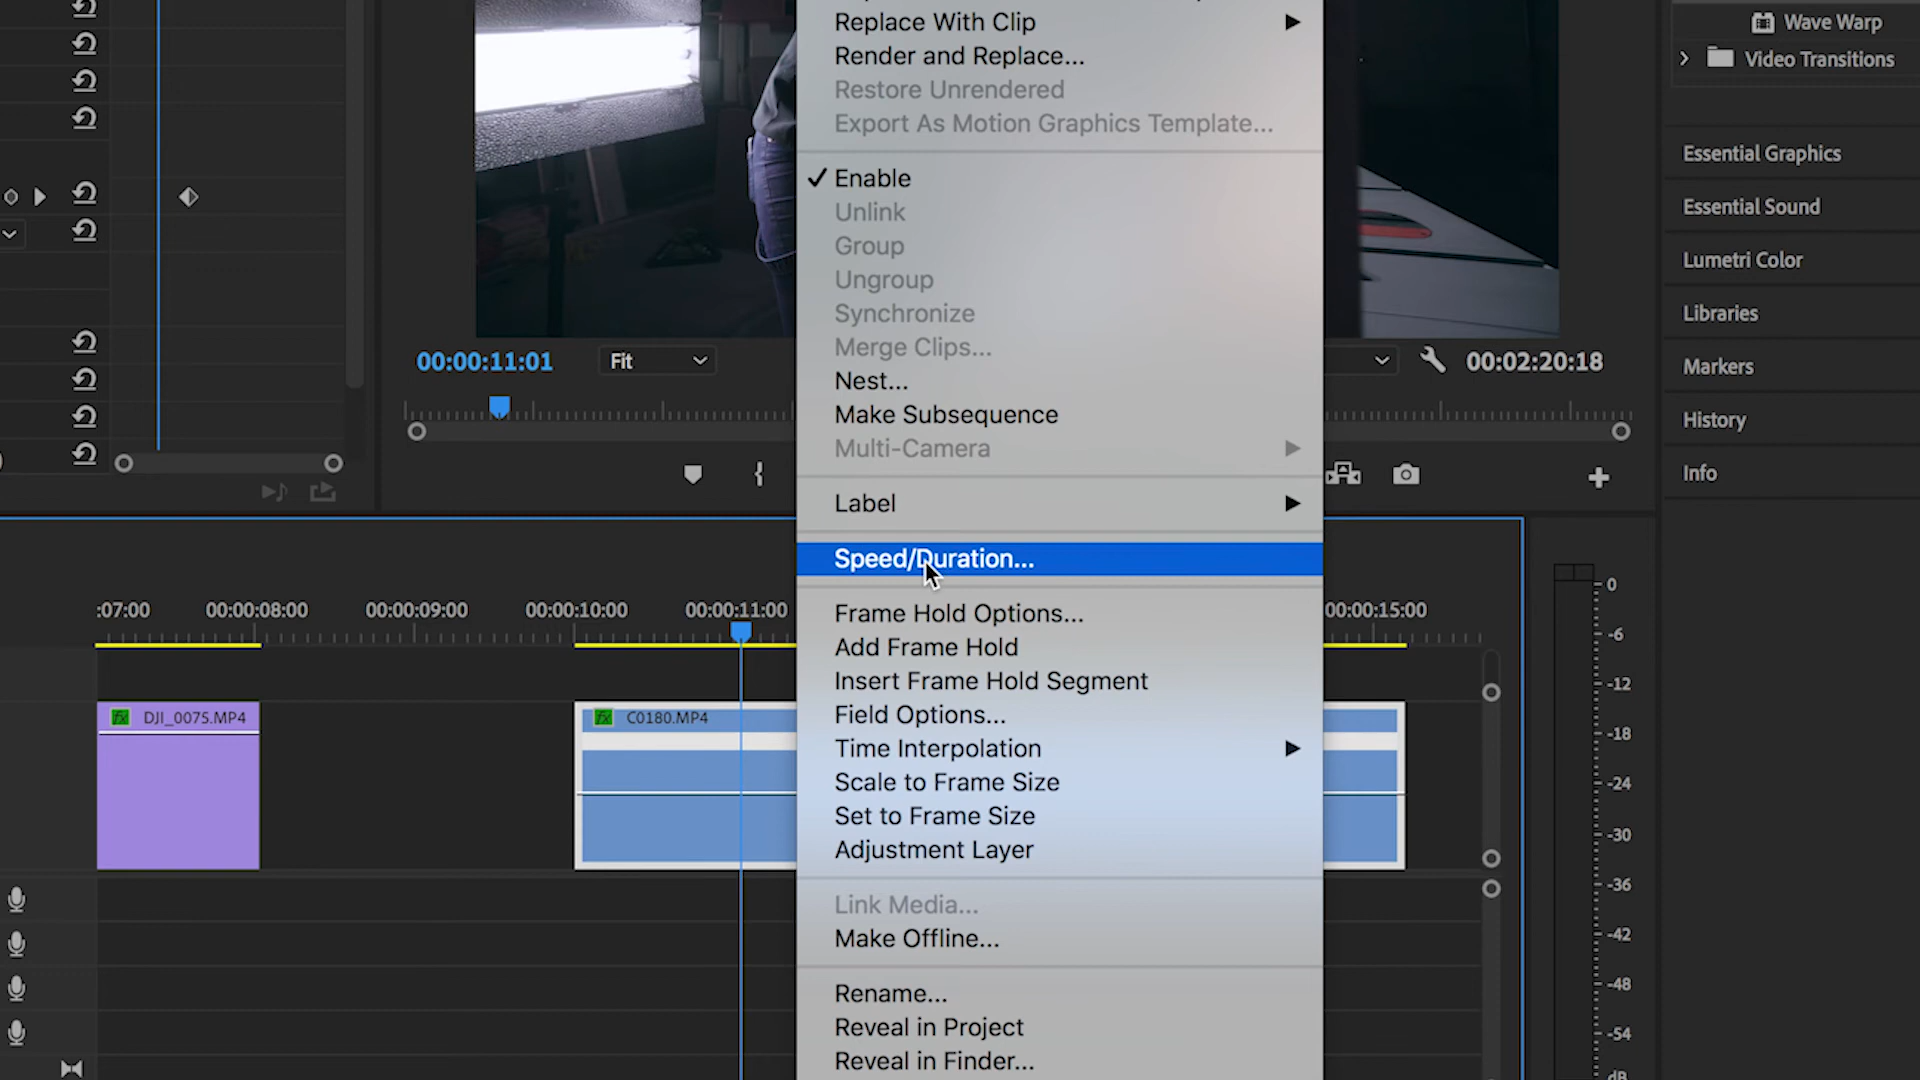 Replace With Clip
Render and Replace...
Restore Unrendered
Export As Motion Graphics Template...
Enable
Unlink
Group
Ungroup
Synchronize
Merge Clips...
Nest...
Make Subsequence
Multi-Camera
Label
Speed/Duration...
Frame Hold Options...
Add Frame Hold
Insert Frame Hold Segment
Field Options...
Time Interpolation
Scale to Frame Size
Set to Frame Size
Adjustment Layer
Link Media...
Make Offline...
Rename...
Reveal in Project
Reveal in Finder...
Wave Warp
Video Transitions
Essential Graphics
Essential Sound
Lumetri Color
Libraries
Markers
History
Info
00:00:11:01
Fit
00:02:20:18
:07:00
00:00:08:00
00:00:09:00
00:00:10:00
00:00:11:00
00:00:15:00
fx DJI_0075.MP4
fx C0180.MP4
0
-6
-12
-18
-24
-30
-36
-42
-48
-54
dB